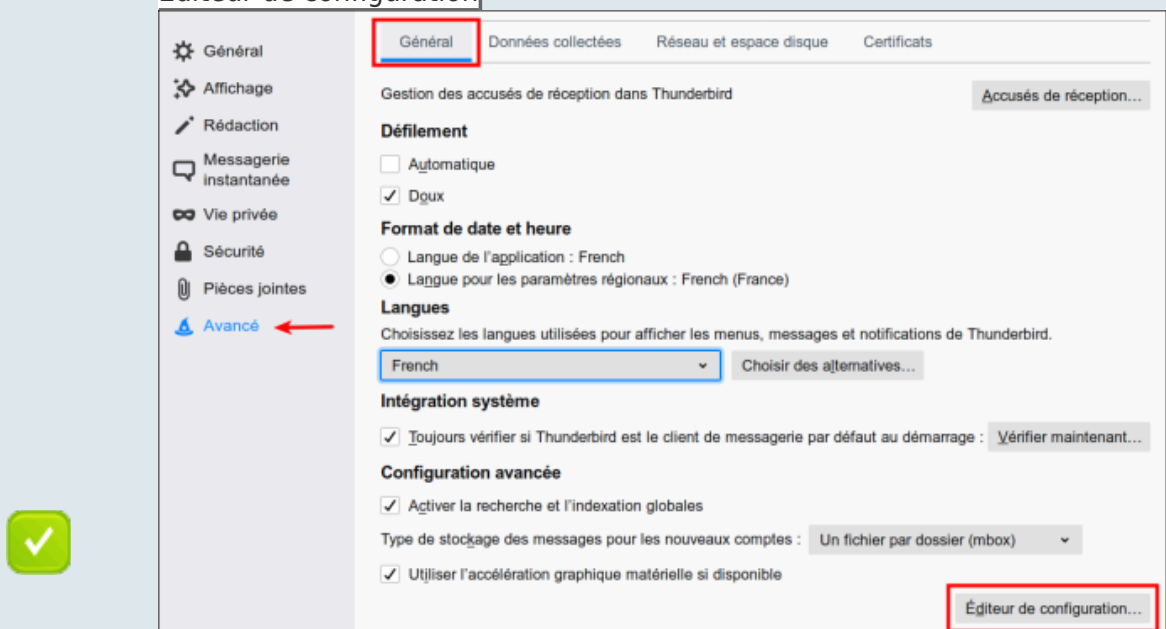 Éditeur de configuration
Général
Affichage
Rédaction
Messagerie
instantanée
Vie privée
Sécurité
Pièces jointes
Avancé
Général Données collectées Réseau et espace disque Certificats
Gestion des accusés de réception dans Thunderbird Accusés de réception...
Défilement
Automatique
Doux
Format de date et heure
Langue de l'application : French
Langue pour les paramètres régionaux : French (France)
Langues
Choisissez les langues utilisées pour afficher les menus, messages et notifications de Thunderbird.
French Choisir des alternatives...
Intégration système
Toujours vérifier si Thunderbird est le client de messagerie par défaut au démarrage : Vérifier maintenant...
Configuration avancée
Activer la recherche et l'indexation globales
Type de stockage des messages pour les nouveaux comptes : Un fichier par dossier (mbox)
Utiliser l'accélération graphique matérielle si disponible
Éditeur de configuration...